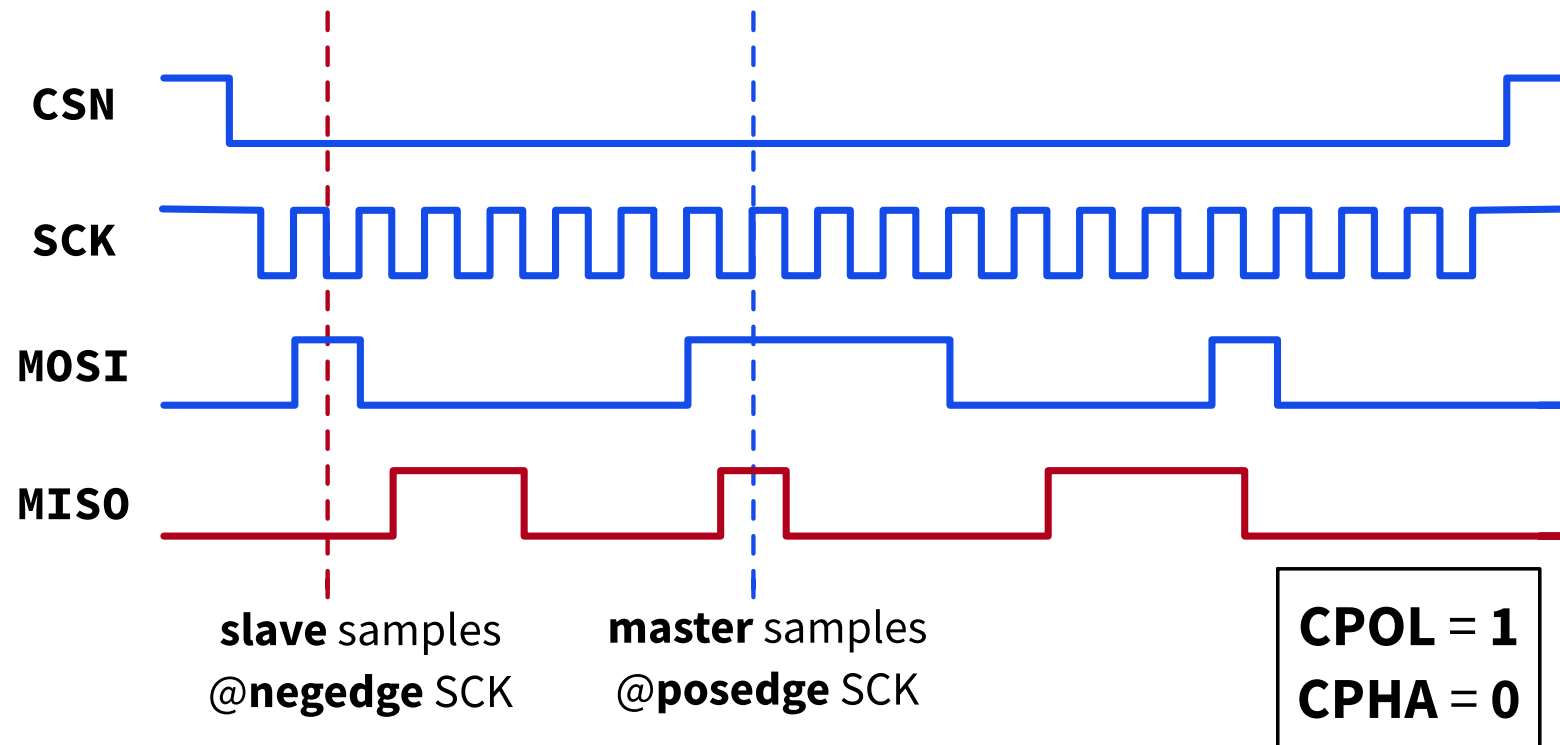 CSN
SCK
MOSI
MISO
slave samples
@negedge SCK
master samples
@posedge SCK
CPOL = 1
CPHA = 0